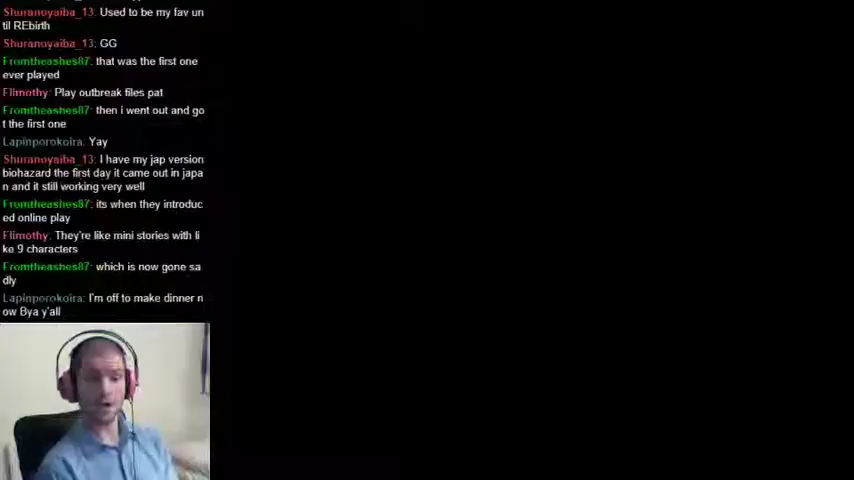 Shuranoyaiba_13: Used to be my fav un
til REbirth
Shuranoyaiba_13: GG
Fromtheashes87: that was the first one
ever played
Flimothy: Play outbreak files pat
Fromtheashes87: then i went out and go
t the first one
Lapinporokoira: Yay
Shuranoyaiba_13: I have my jap version
biohazard the first day it came out in japa
n and it still working very well
Fromtheashes87: its when they introduc
ed online play
Flimothy: They're like mini stories with li
ke 9 characters
Fromtheashes87: which is now gone sa
dly
Lapinporokoira: I'm off to make dinner n
ow Bya y'all